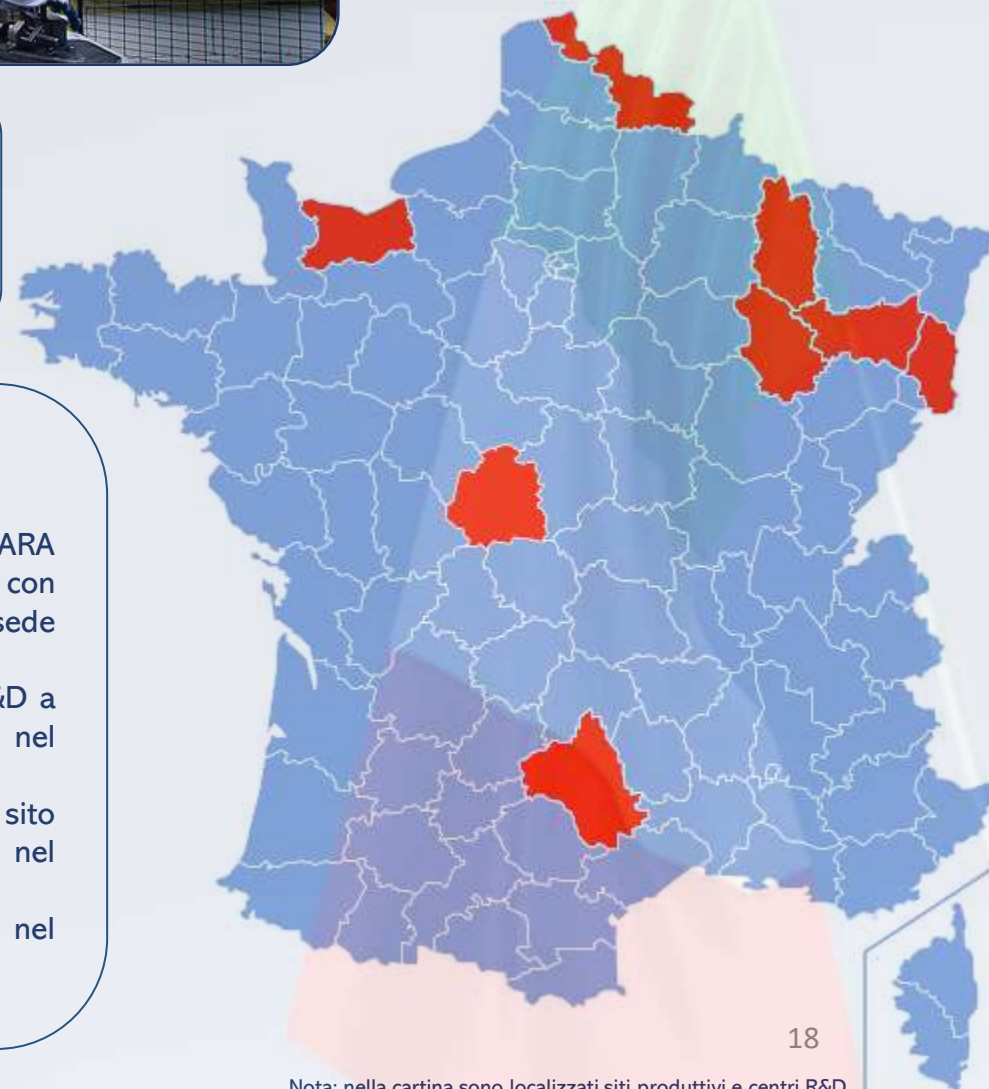 ARA
con
sede
&D a
nel
sito
nel
nel
18
Nota: nella cartina sono localizzati siti produttivi e centri R&D